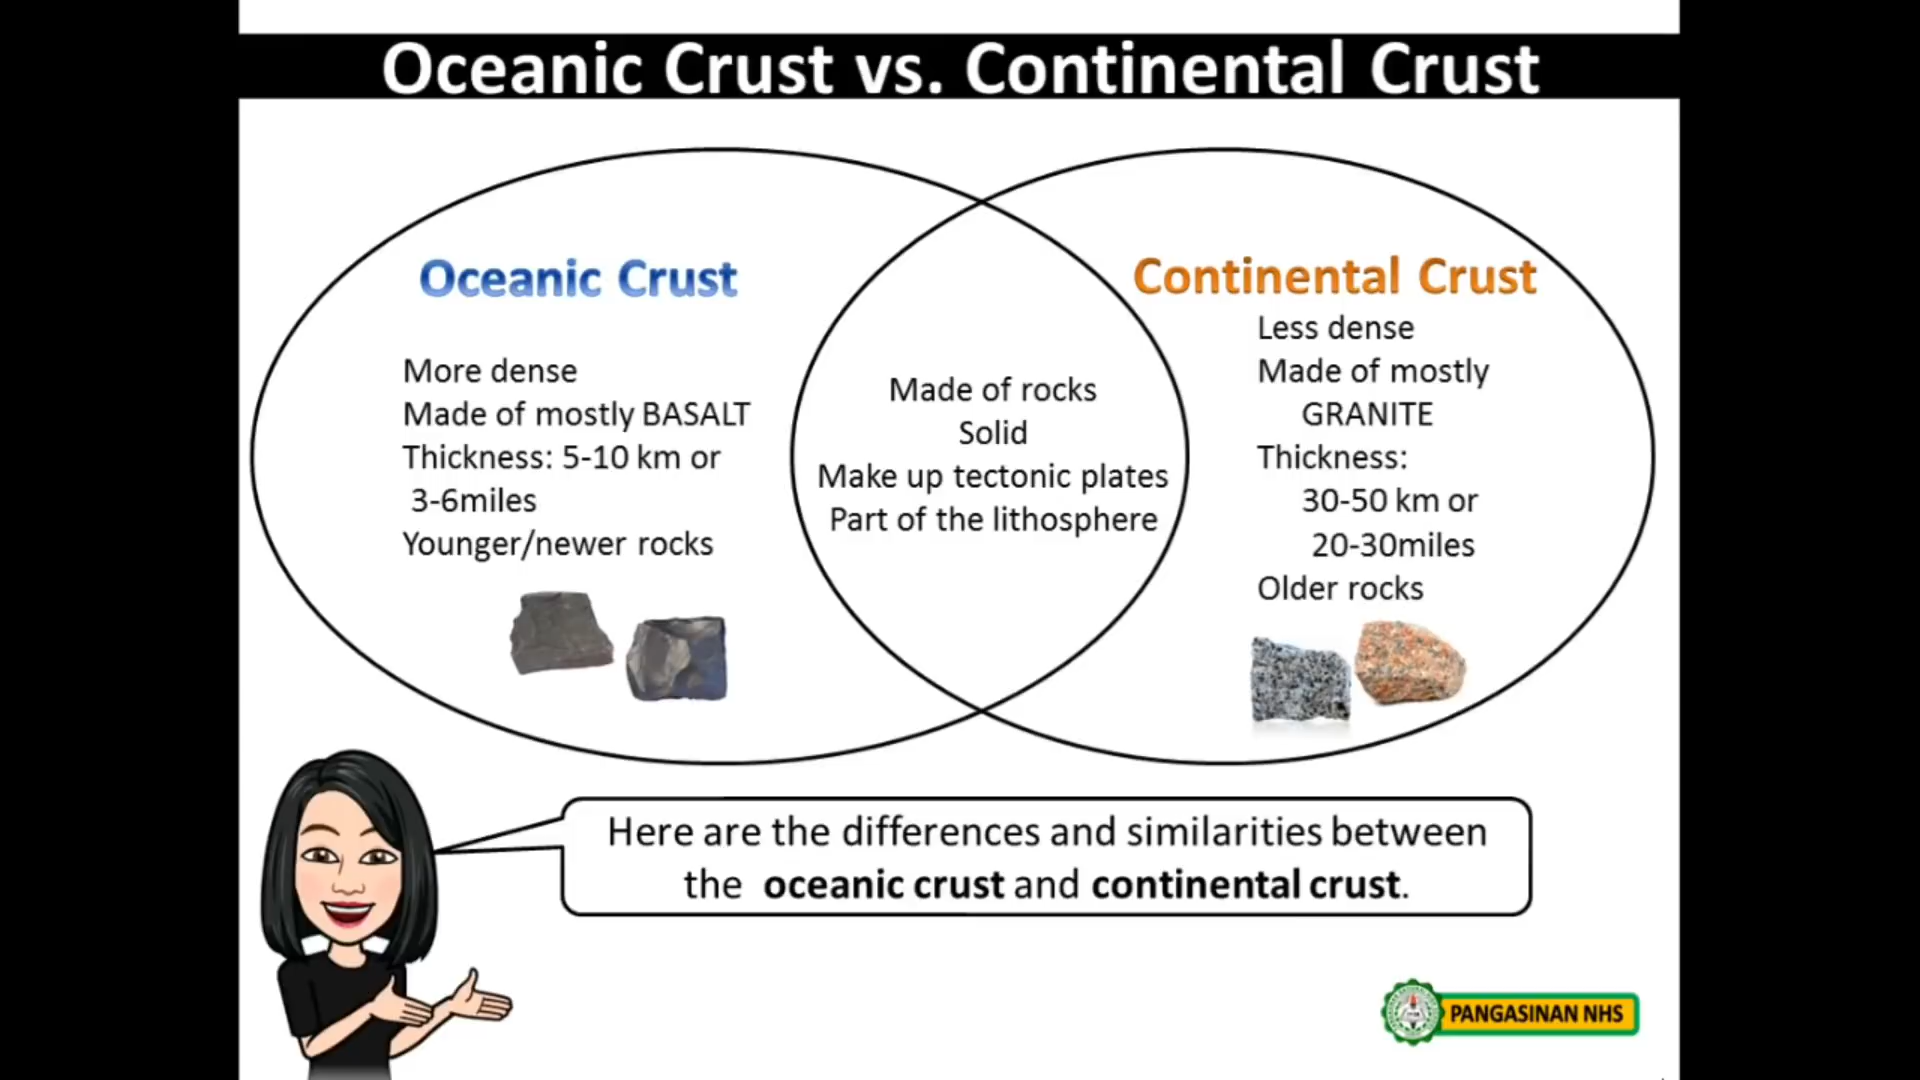 Oceanic Crust vs. Continental Crust
Oceanic Crust
More dense
Made of mostly BASALT
Thickness: 5-10 km or
3-6miles
Younger/newer rocks
Made of rocks
Solid
Make up tectonic plates
Part of the lithosphere
Continental Crust
Less dense
Made of mostly
GRANITE
Thickness:
30-50 km or
20-30miles
Older rocks
Here are the differences and similarities between
the oceanic crust and continental crust.
PANGASINAN NHS